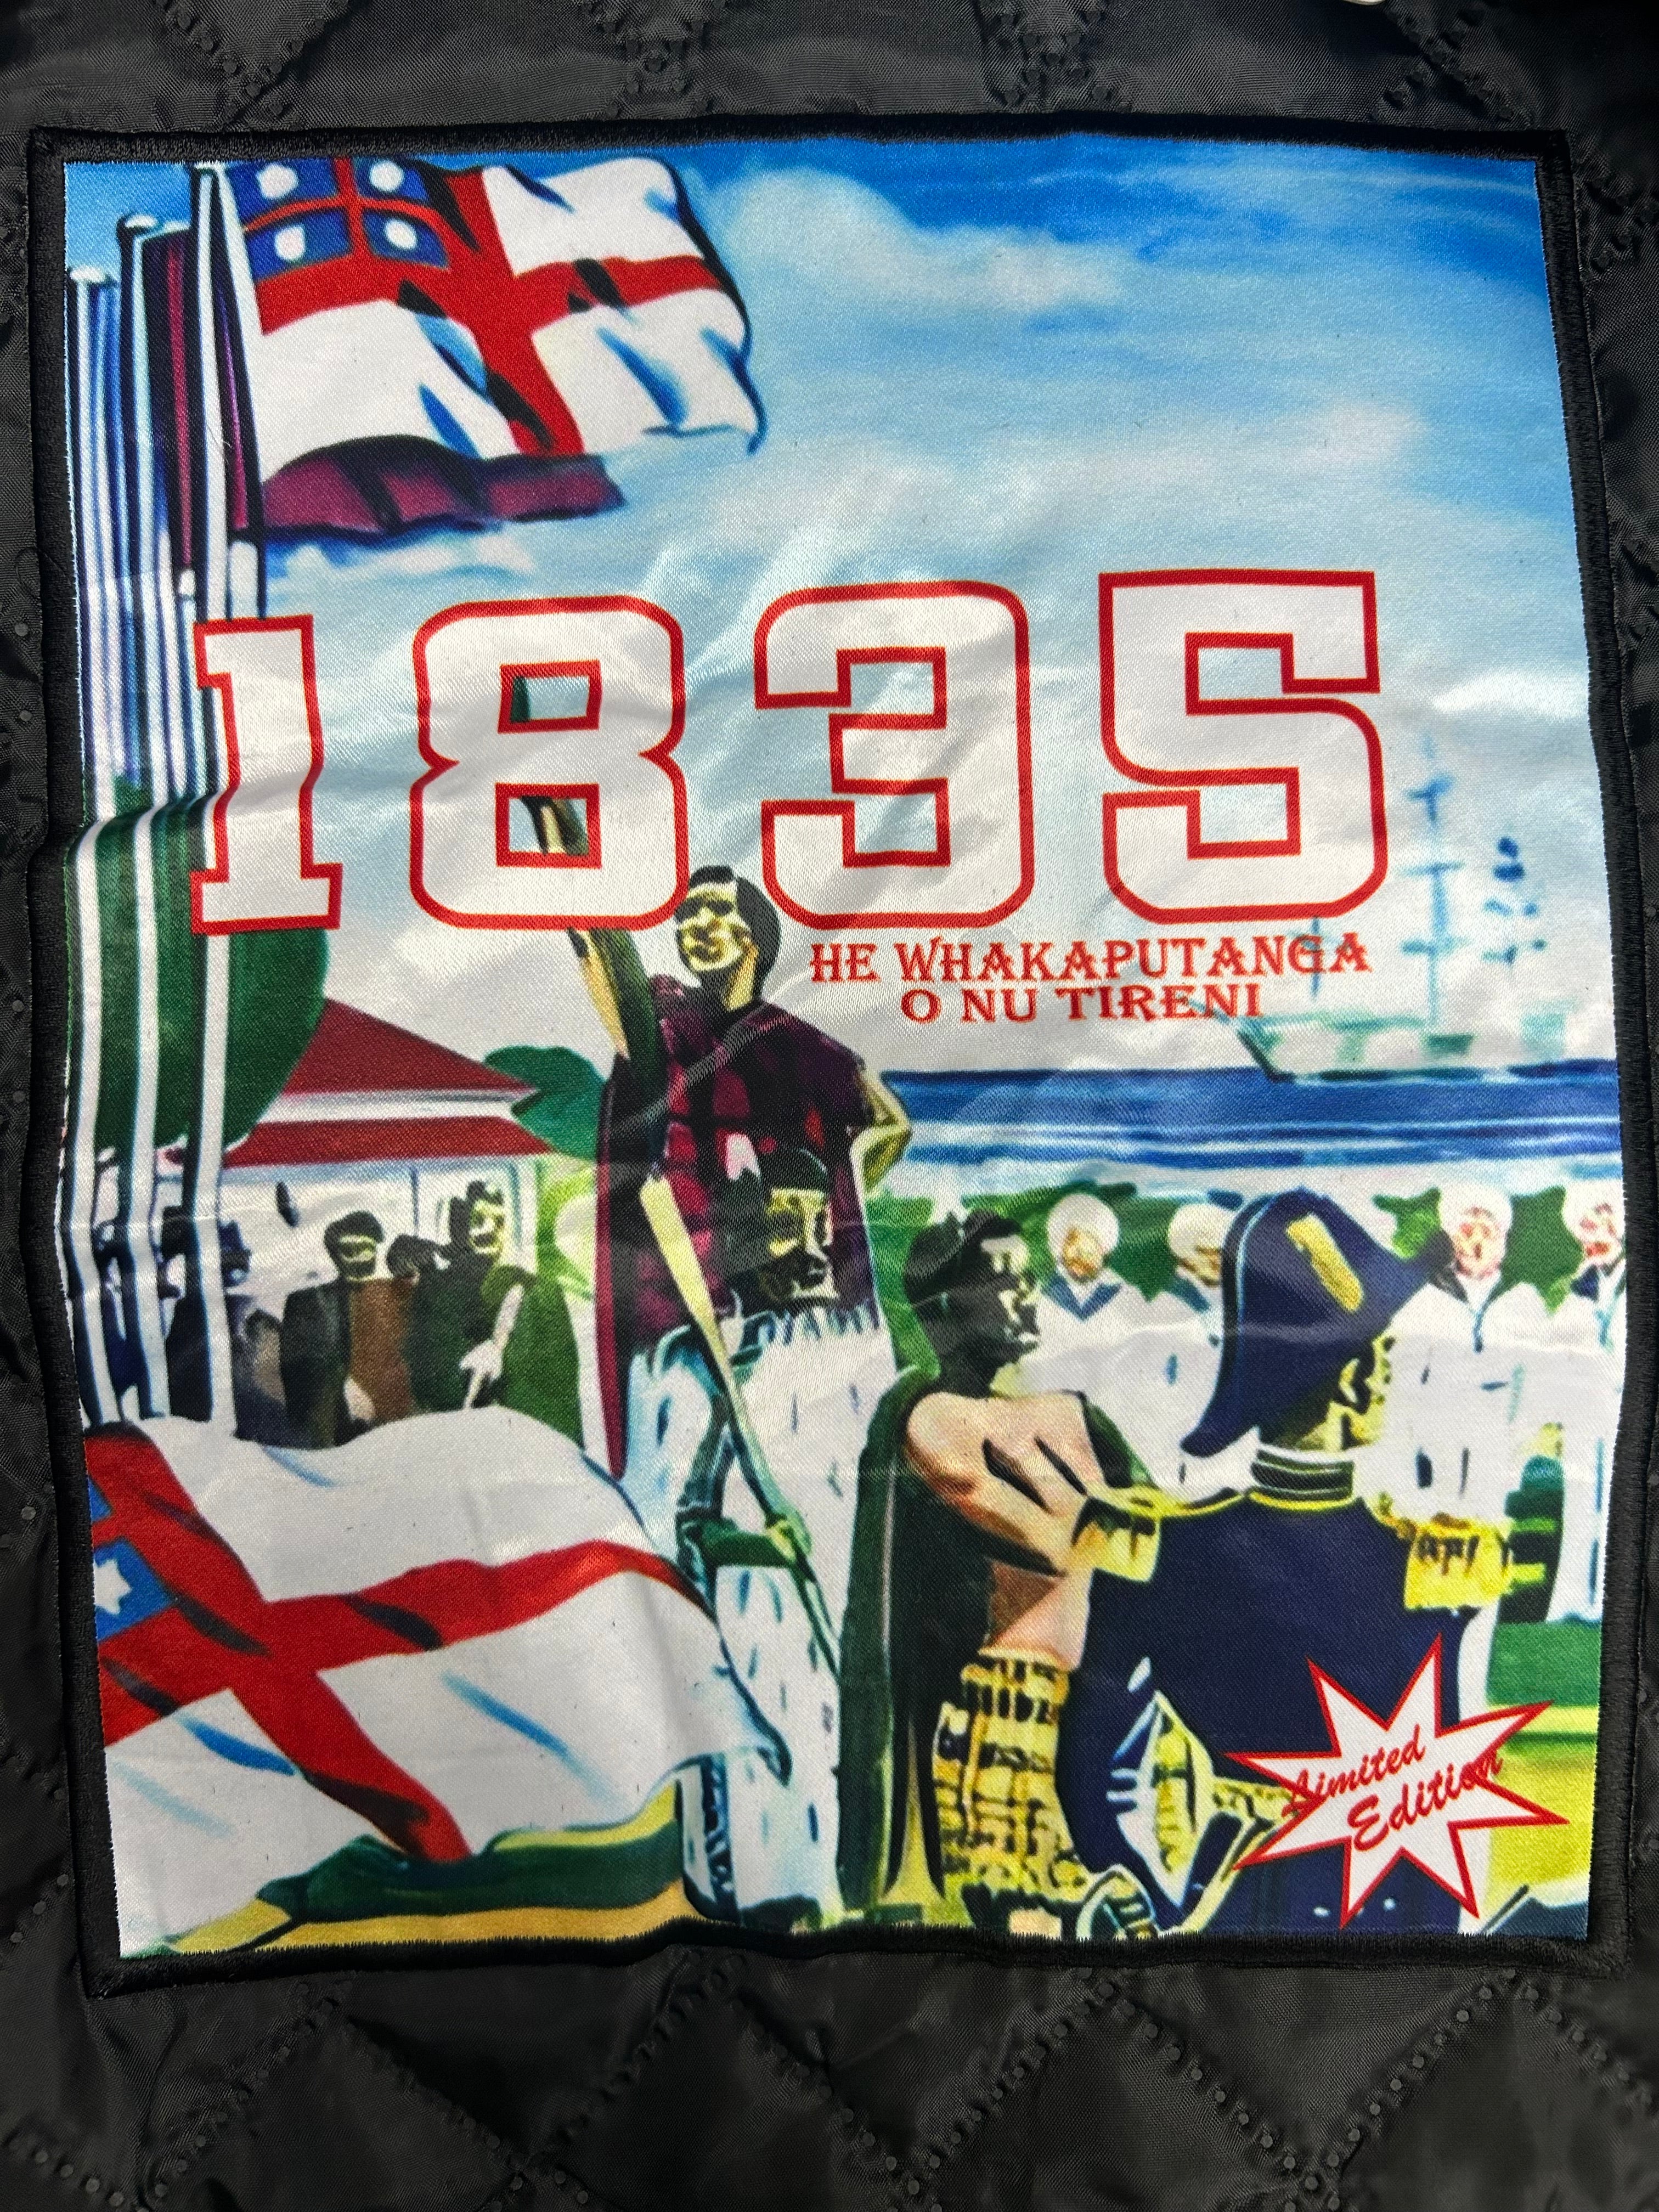 1835
HE WHAKAPUTANGA
O NU TIRENI
Limited
Edition